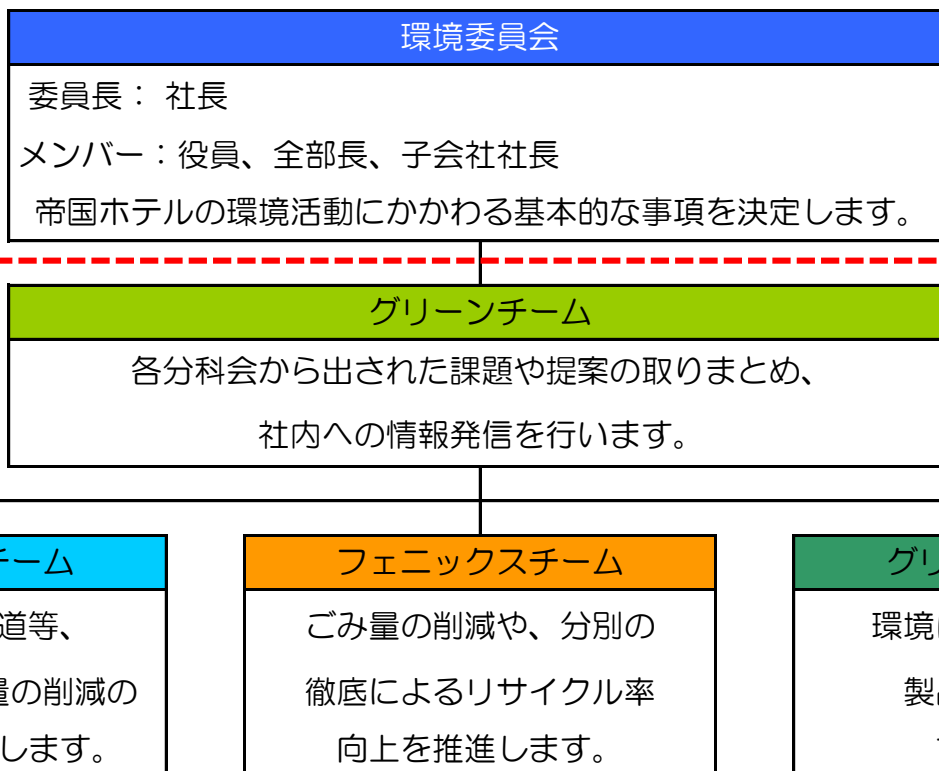 環境委員会
委員長： 社長
メンバー：役員、全部長、子会社社長
帝国ホテルの環境活動にかかわる基本的な事項を決定します。
グリーンチーム
各分科会から出された課題や提案の取りまとめ、
社内への情報発信を行います。
チーム
道等、
量の削減の
します。
フェニックスチーム
ごみ量の削減や、分別の
徹底によるリサイクル率
向上を推進します。
グリ
環境
製